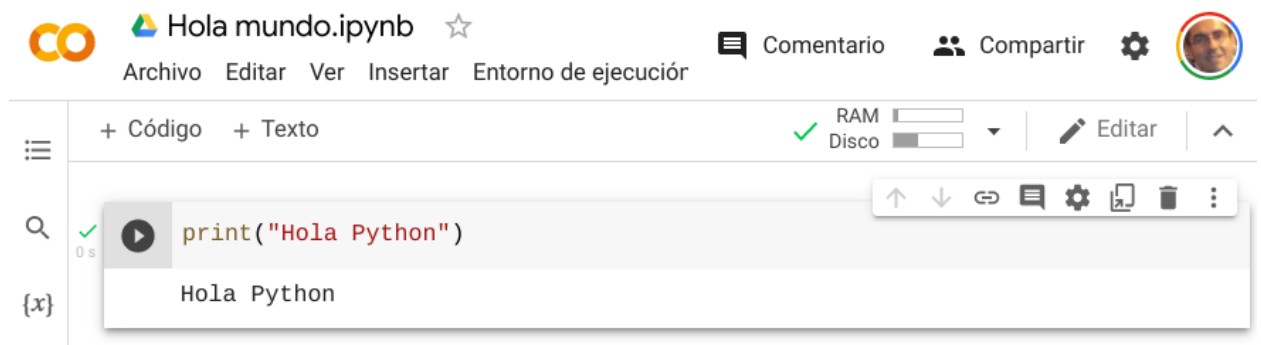 Hola mundo.ipynb
Comentario
Compartir
Archivo Editar Ver Insertar Entorno de ejecución
+ Código + Texto
RAM
Disco
Editar
0 s
print("Hola Python")
Hola Python
{x}